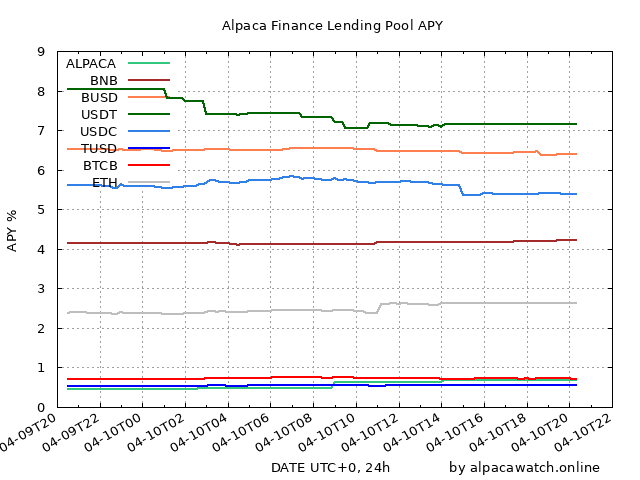 Alpaca Finance Lending Pool APY
9
8
7
6
5
4
3
2
1
0
APY %
ALPACA
BNB
BUSD
USDT
USDC
TUSD
BTCB
ETH
04-09T20
04-09T22
04-10T00
04-10T02
04-10T04
04-10T06
04-10T08
04-10T10
04-10T12
04-10T14
04-10T16
04-10T18
04-10T20
04-10T22
DATE UTC+0, 24h
by alpacawatch.online